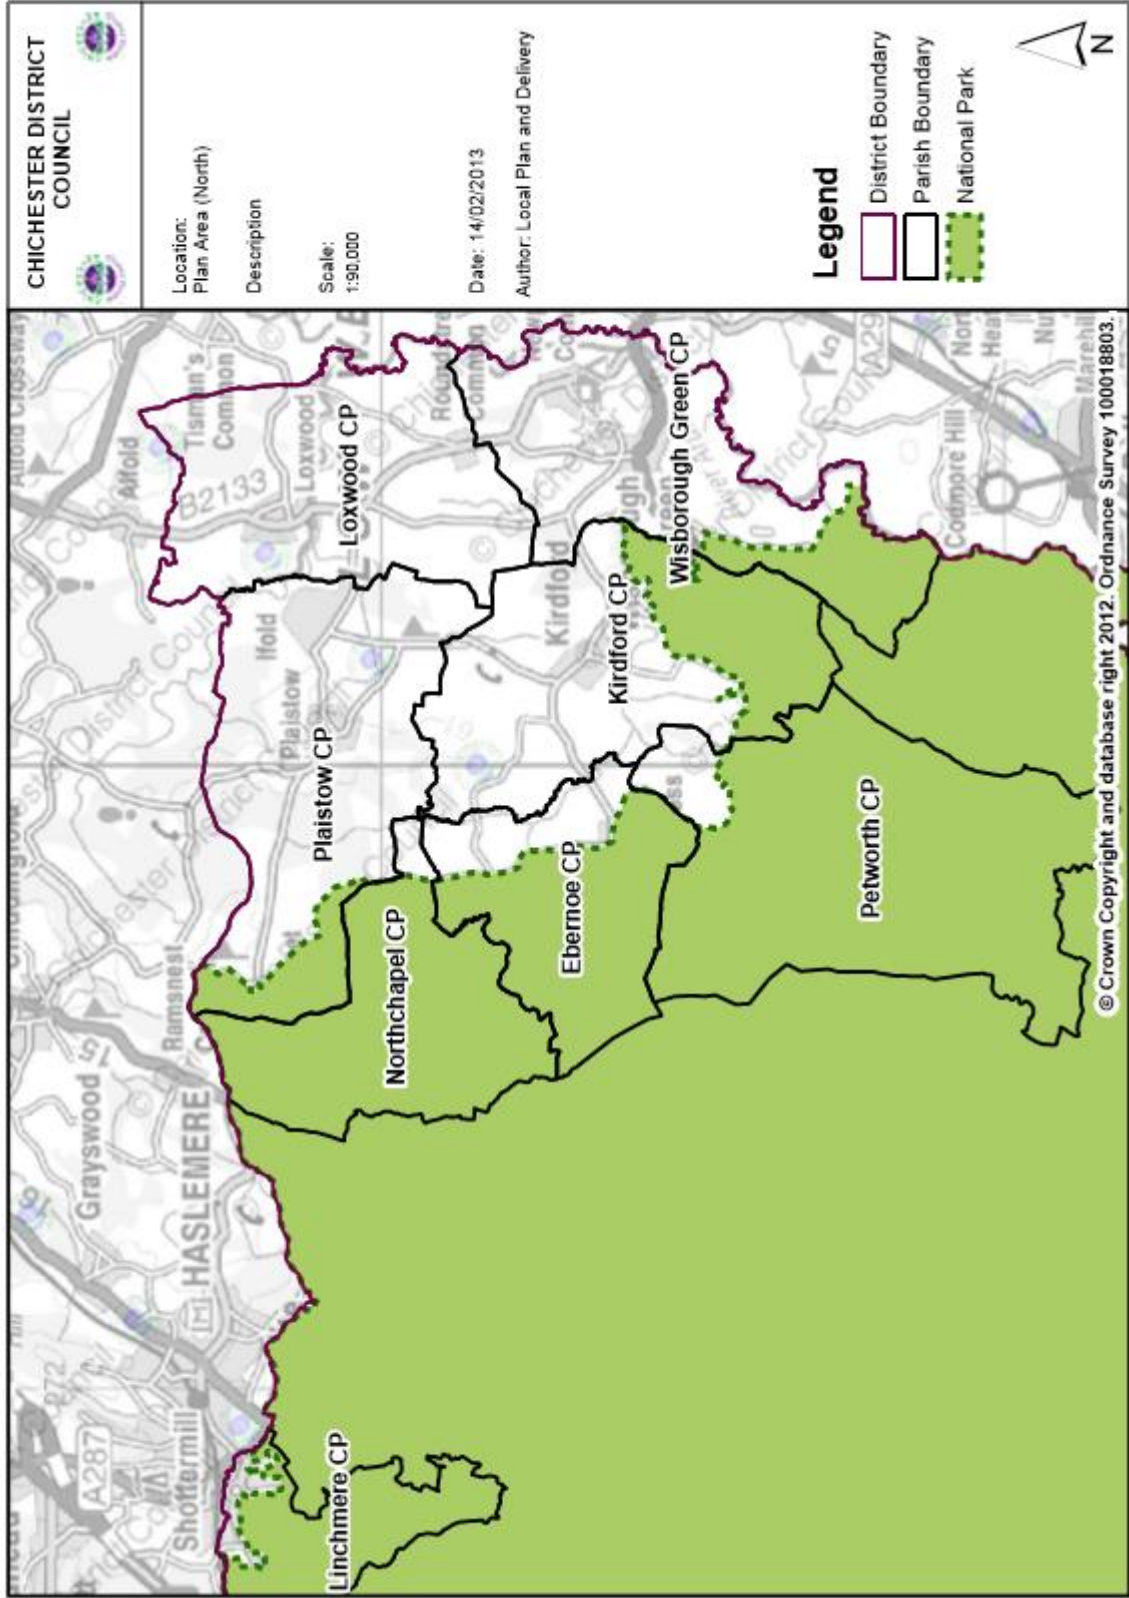 CHICHESTER DISTRICT
COUNCIL
Location:
Plan Area (North)
Description
Scale:
1:90,000
Date: 14/02/2013
Author: Local Plan and Delivery
Legend
District Boundary
Parish Boundary
National Park
N
Linchmere CP
Northchapel CP
Plaistow CP
Loxwood CP
Ebernoe CP
Kirdford CP
Wisborough Green CP
Petworth CP
A287
Shottermill
HASLEMERE
Grayswood
Ramsnest
Plaistow
Ifold
Alfold
Alfold Crossway
Tisman's
Common
B2133
Loxwood
Kirdford
A29
Codmore Hill
Marehill
© Crown Copyright and database right 2012. Ordnance Survey 100018803.